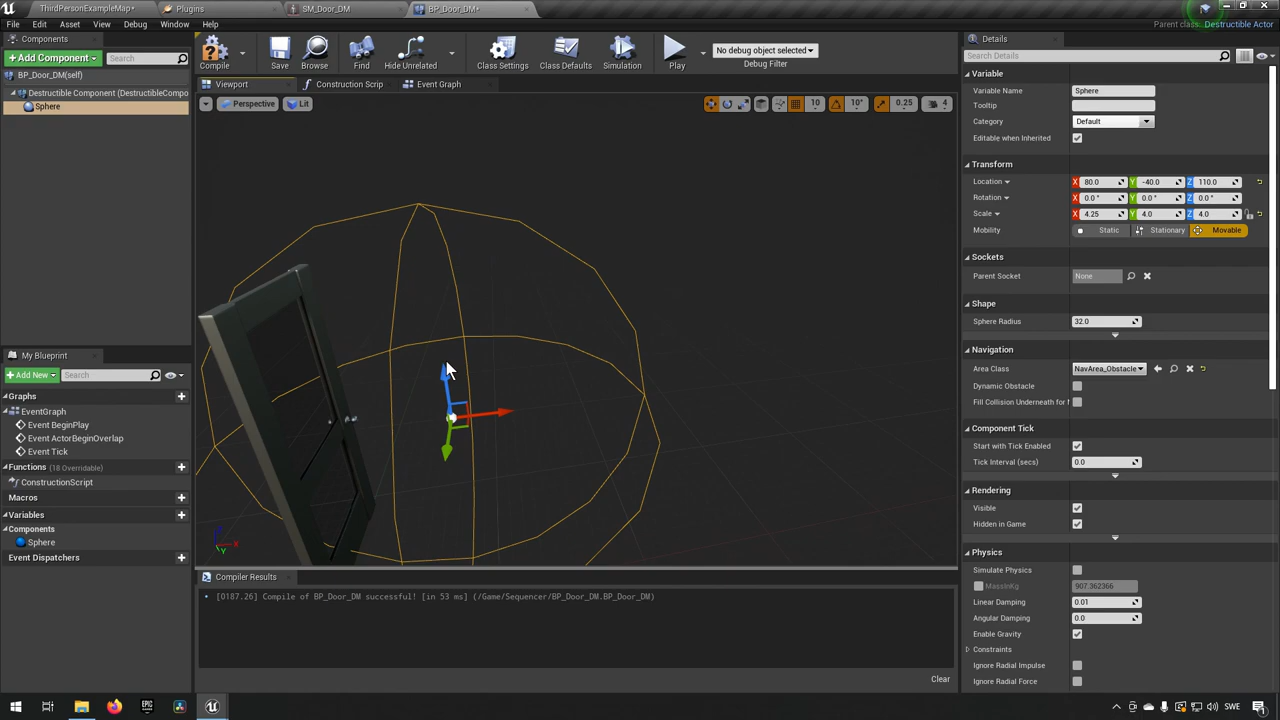 ThirdPersonExampleMap*
Plugins
SM_Door_DM
BP_Door_DM*
File Edit Asset View Debug Window Help
Parent class: Destructible Actor
Components
+ Add Component Search
BP_Door_DM(self)
Destructible Component (DestructibleCompo
Sphere
Compile
Save
Browse
Find
Hide Unrelated
Class Settings
Class Defaults
Simulation
Play
No debug object selected
Debug Filter
Viewport
Construction Scrip
Event Graph
Perspective
Lit
10
10°
0.25
4
My Blueprint
+ Add New Search
Graphs
EventGraph
Event BeginPlay
Event ActorBeginOverlap
Event Tick
Functions (18 Overridable)
ConstructionScript
Macros
Variables
Components
Sphere
Event Dispatchers
X
Y
Compiler Results
[0187.26] Compile of BP_Door_DM successful! [in 53 ms] (/Game/Sequencer/BP_Door_DM.BP_Door_DM)
Clear
Details
Search Details
Variable
Variable Name Sphere
Tooltip
Category Default
Editable when Inherited
Transform
Location X 80.0 Y -40.0 Z 110.0
Rotation X 0.0 ° Y 0.0 ° Z 0.0 °
Scale X 4.25 Y 4.0 Z 4.0
Mobility Static Stationary Movable
Sockets
Parent Socket None
Shape
Sphere Radius 32.0
Navigation
Area Class NavArea_Obstacle
Dynamic Obstacle
Fill Collision Underneath for
Component Tick
Start with Tick Enabled
Tick Interval (secs) 0.0
Rendering
Visible
Hidden in Game
Physics
Simulate Physics
MassInKg 907.362366
Linear Damping 0.01
Angular Damping 0.0
Enable Gravity
Constraints
Ignore Radial Impulse
Ignore Radial Force
EPIC
SWE